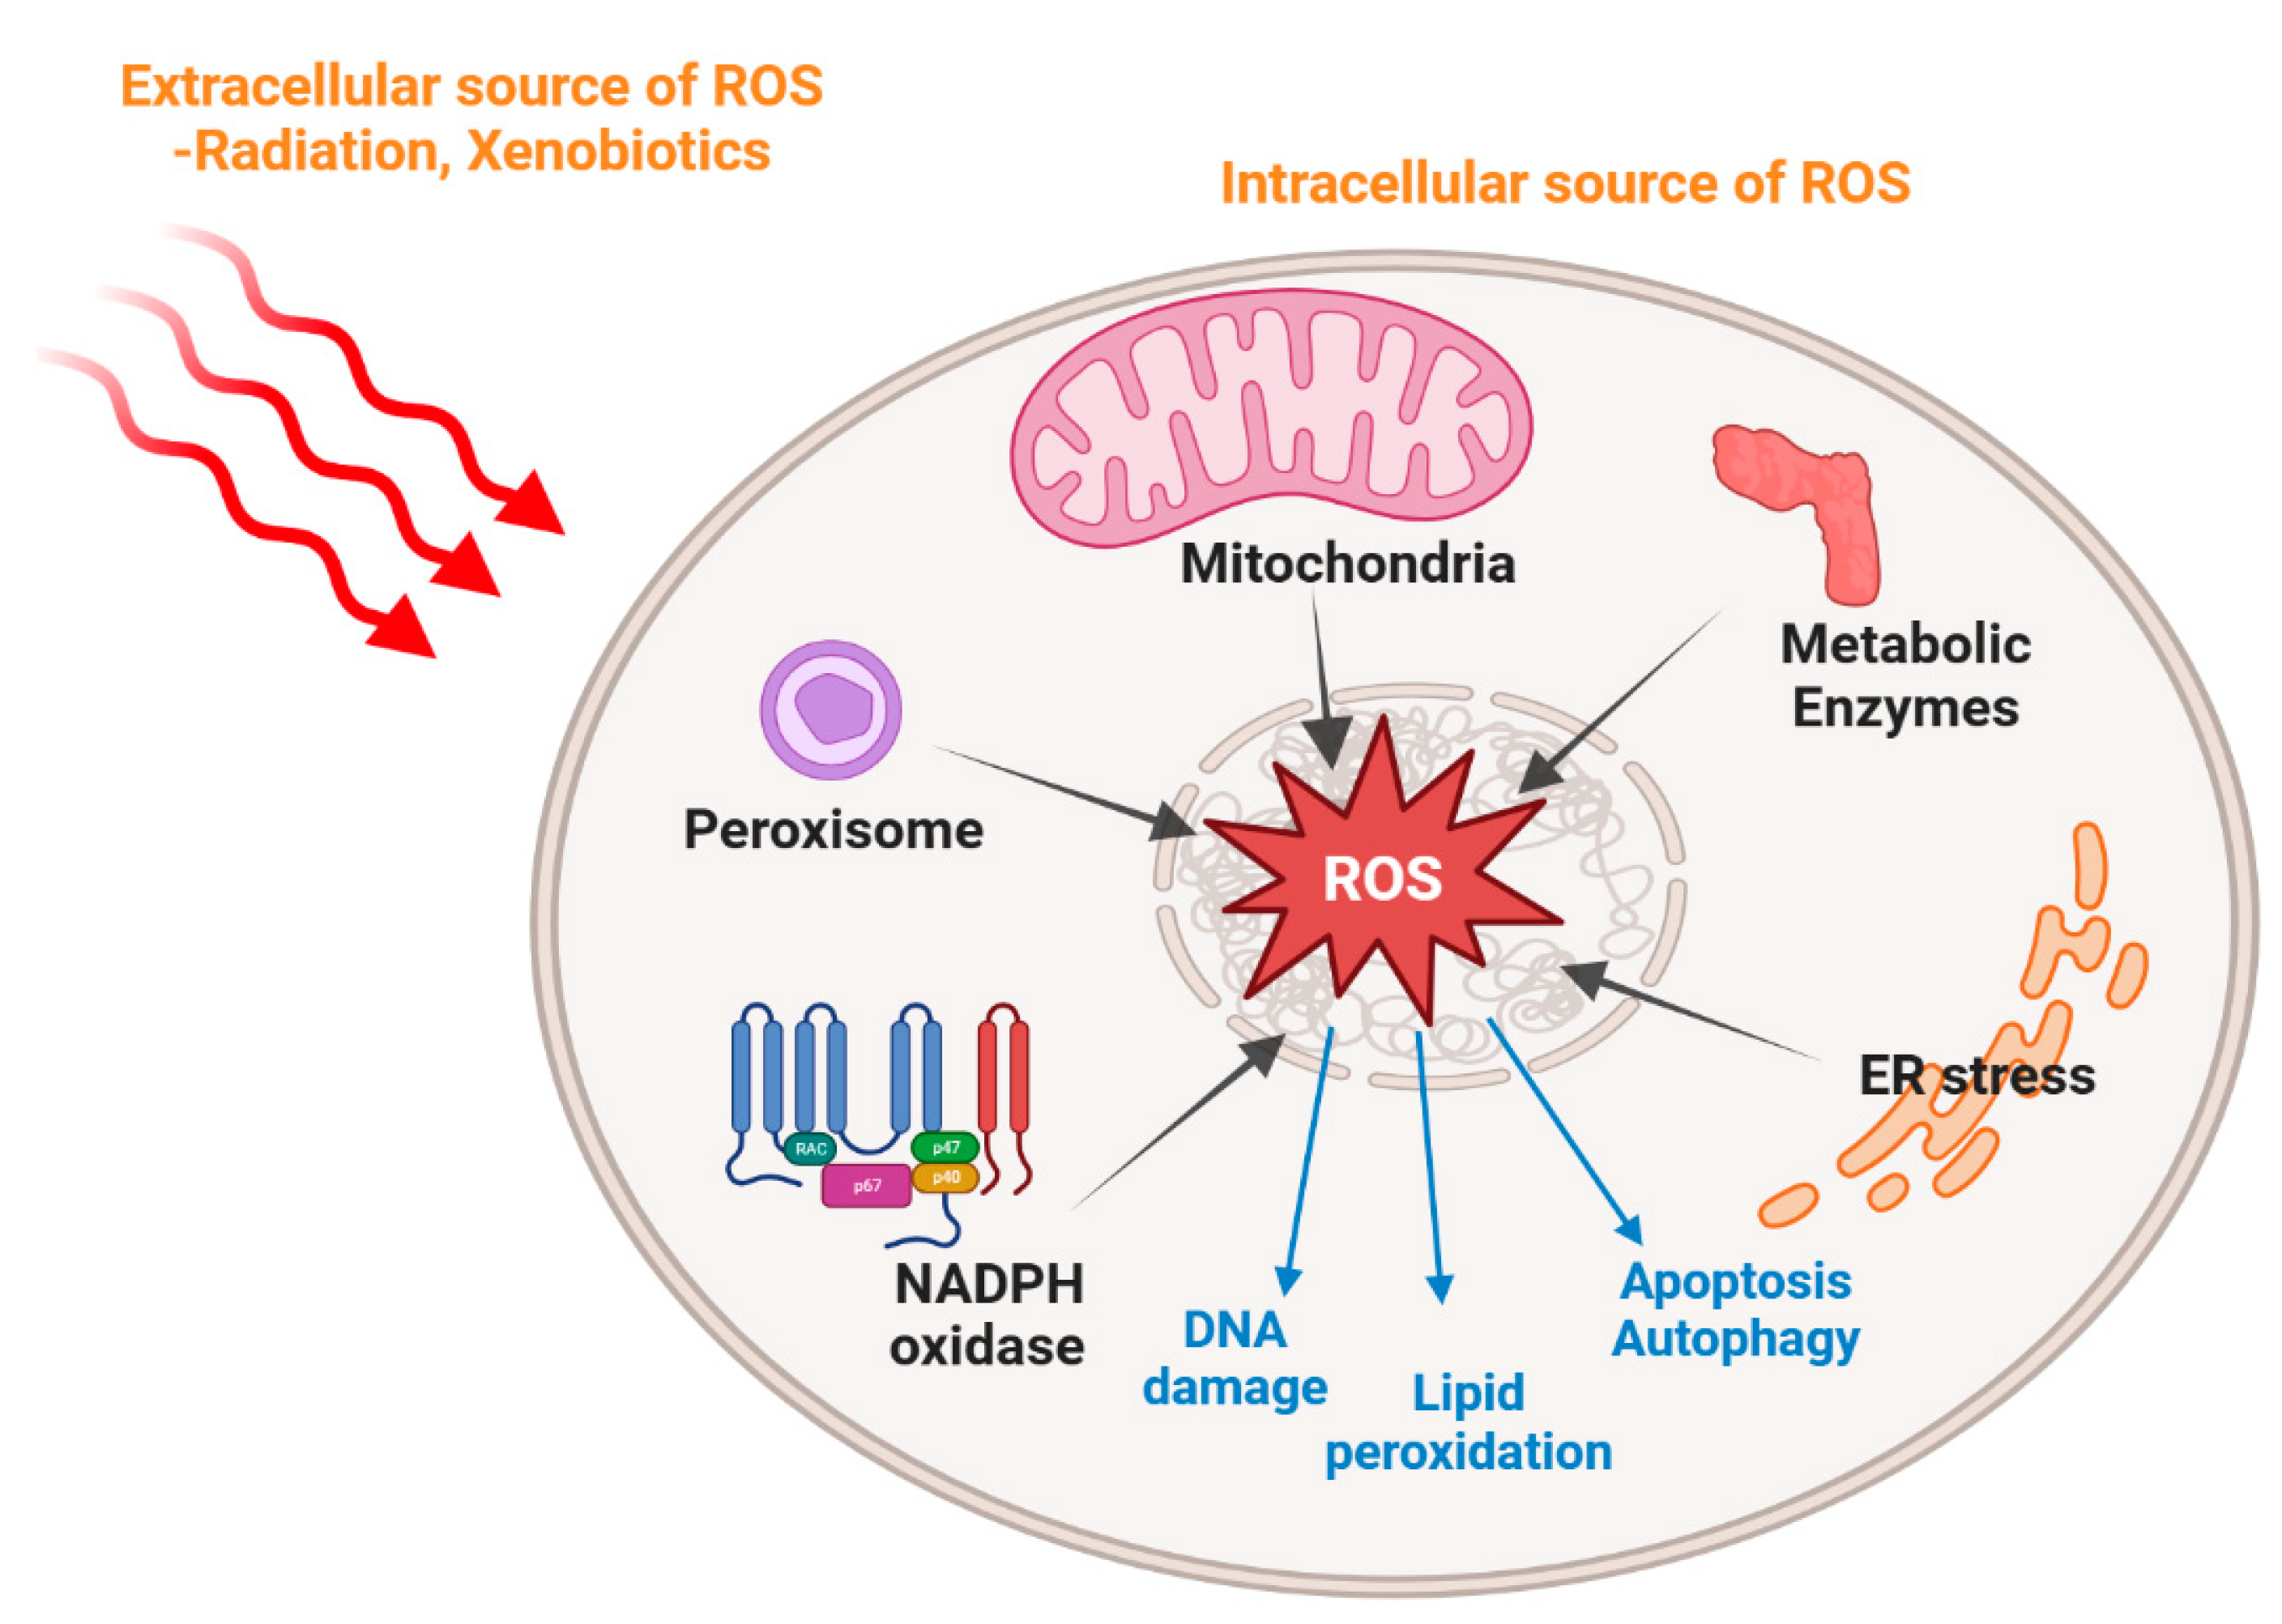 Extracellular source of ROS
-Radiation, Xenobiotics
Intracellular source of ROS
Mitochondria
Metabolic
Enzymes
Peroxisome
ROS
ER stress
RAC
p47
p67
p40
NADPH
oxidase
DNA
damage
Lipid
peroxidation
Apoptosis
Autophagy